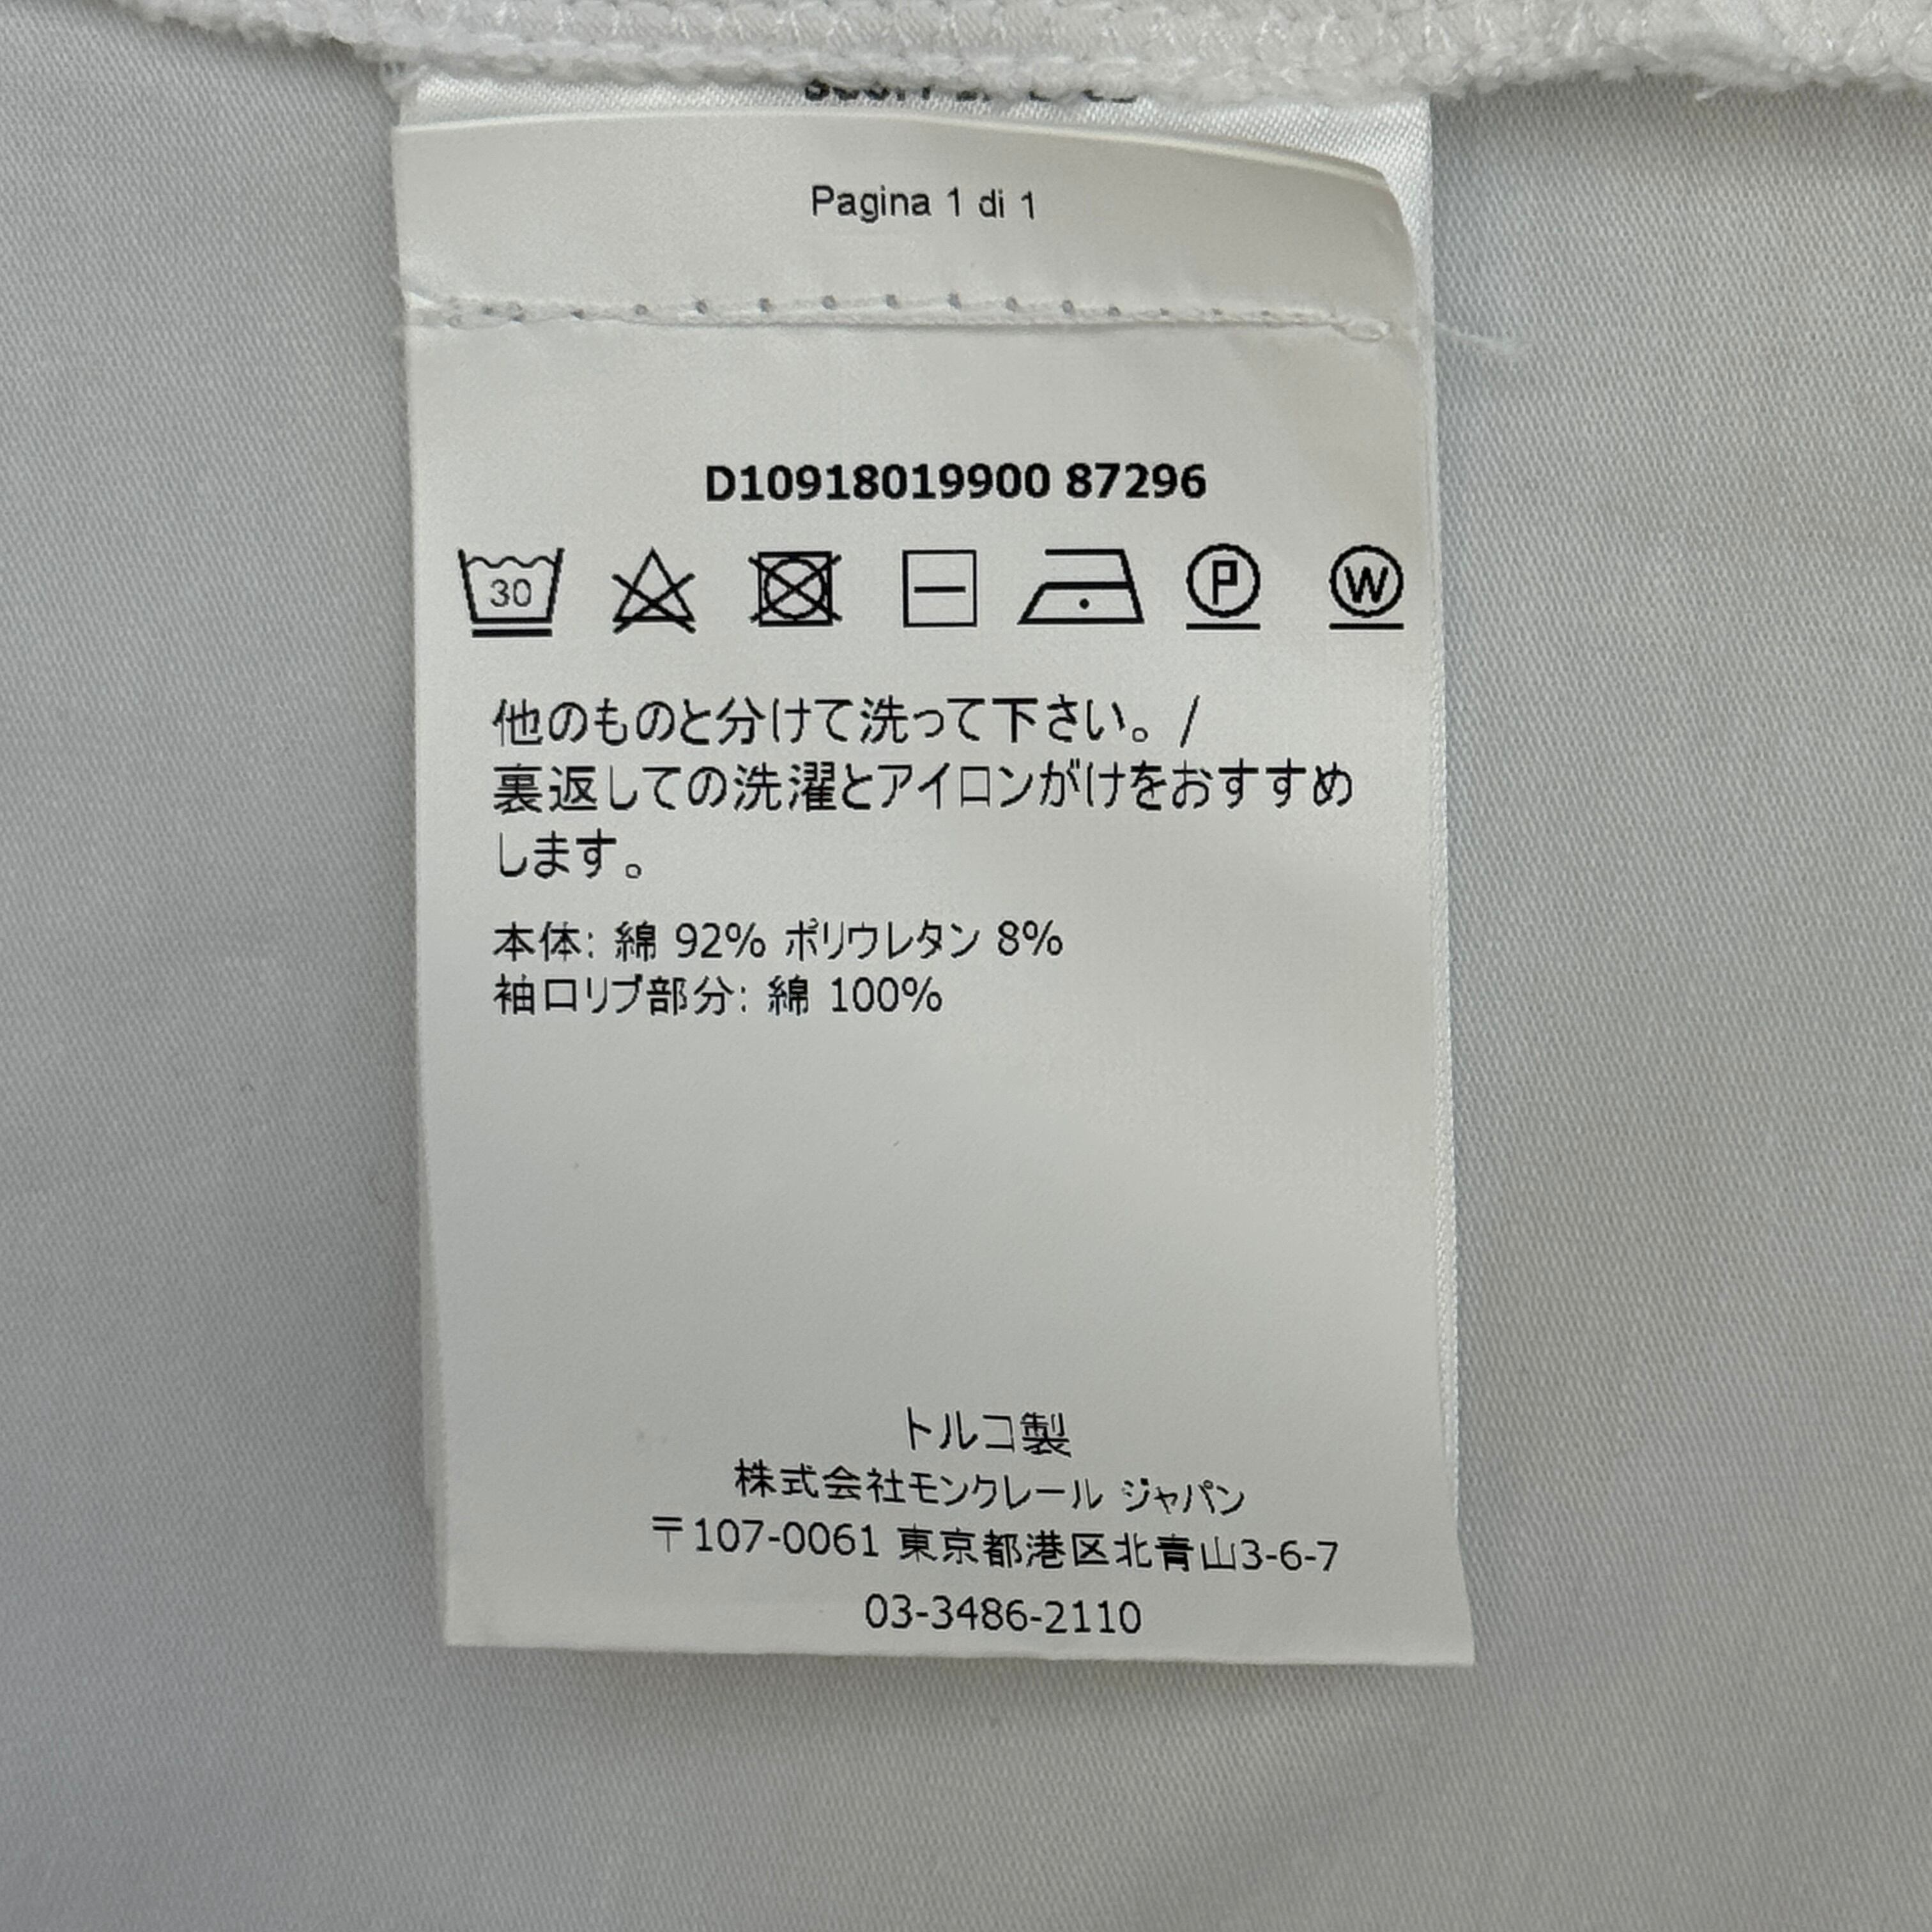 Pagina 1 di 1
D10918019900 87296
30
P
W
他のものと分けて洗って下さい。/
裏返しての洗濯とアイロンがけをおすすめ
します。
本体: 綿 92% ポリウレタン 8%
袖口リブ部分: 綿 100%
トルコ製
株式会社モンクレール ジャパン
〒107-0061 東京都港区北青山3-6-7
03-3486-2110